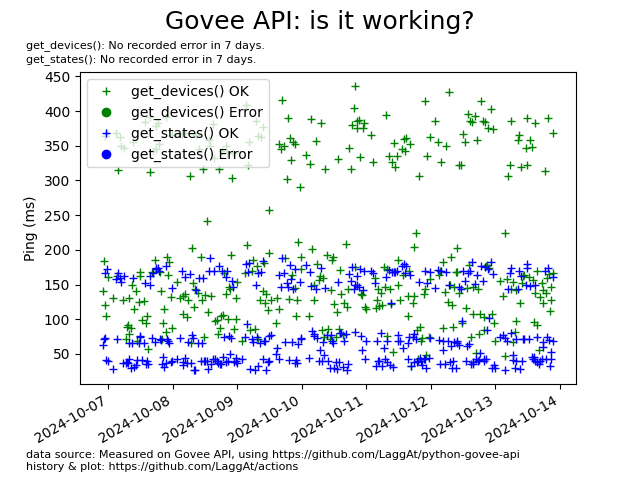 Govee API: is it working?
get_devices(): No recorded error in 7 days.
get_states(): No recorded error in 7 days.
450
400
350
300
250
200
150
100
50
Ping (ms)
get_devices() OK
get_devices() Error
get_states() OK
get_states() Error
2024-10-07
2024-10-08
2024-10-09
2024-10-10
2024-10-11
2024-10-12
2024-10-13
2024-10-14
data source: Measured on Govee API, using https://github.com/LaggAt/python-govee-api
history & plot: https://github.com/LaggAt/actions